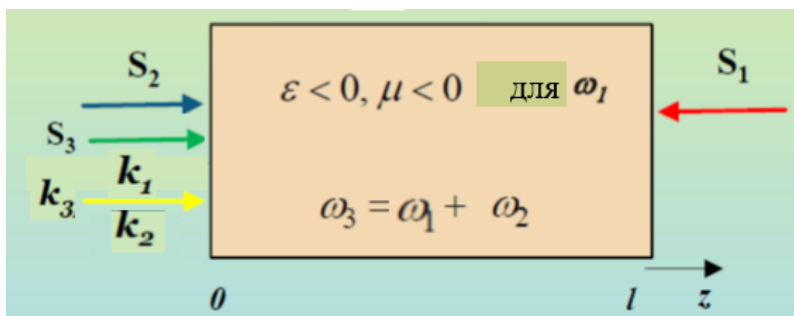 S₂
S₁
ε < 0, μ < 0 для ω₁
S₃
k₁
k₃
k₂
ω₃ = ω₁ + ω₂
0 l z